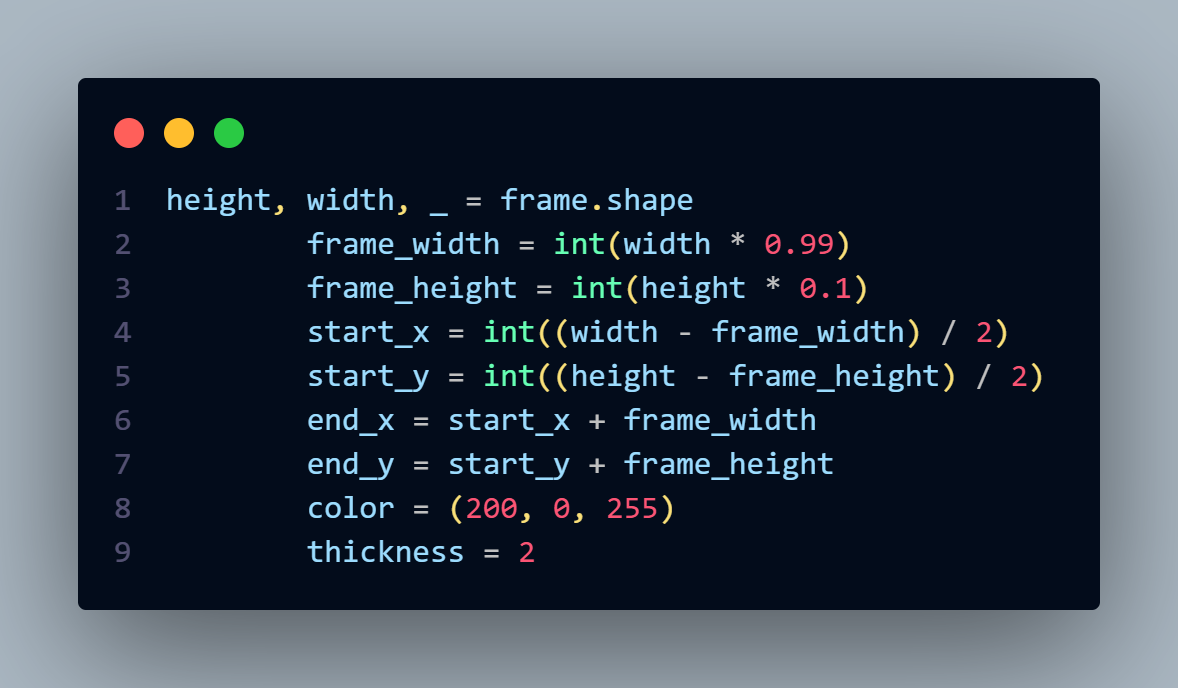 1 height, width, _ = frame.shape
2         frame_width = int(width * 0.99)
3         frame_height = int(height * 0.1)
4         start_x = int((width - frame_width) / 2)
5         start_y = int((height - frame_height) / 2)
6         end_x = start_x + frame_width
7         end_y = start_y + frame_height
8         color = (200, 0, 255)
9         thickness = 2